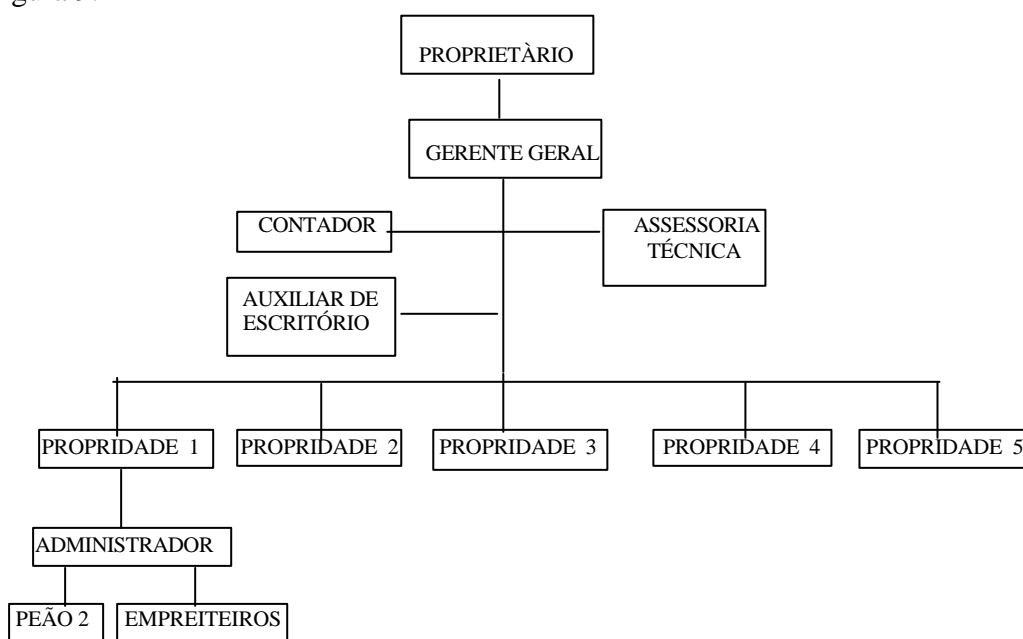 PROPRIETÀRIO
GERENTE GERAL
CONTADOR
ASSESSORIA
TÉCNICA
AUXILIAR DE
ESCRITÓRIO
PROPRIDADE 1
PROPRIDADE 2
PROPRIDADE 3
PROPRIDADE 4
PROPRIDADE 5
ADMINISTRADOR
PEÃO 2
EMPREITEIROS